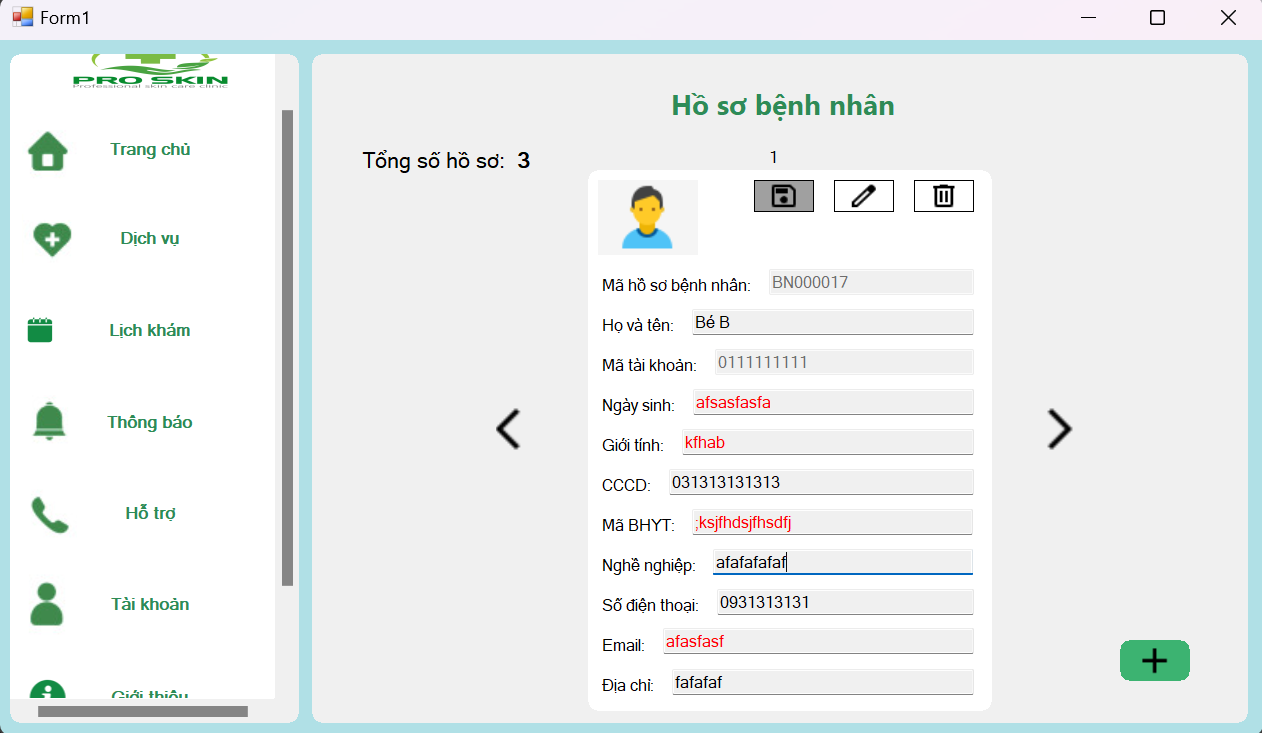 Form1
PRO SKIN
Professional skin care clinic
Trang chủ
Dịch vụ
Lịch khám
Thông báo
Hỗ trợ
Tài khoản
Giới thiệu
Hồ sơ bệnh nhân
Tổng số hồ sơ: 3
1
Mã hồ sơ bệnh nhân: BN000017
Họ và tên: Bé B
Mã tài khoản: 0111111111
Ngày sinh: afsasfasfa
Giới tính: kfhab
CCCD: 031313131313
Mã BHYT: ;ksjfhdsjfhsdfj
Nghề nghiệp: afafafafaf
Số điện thoại: 0931313131
Email: afasfasf
Địa chỉ: fafafaf